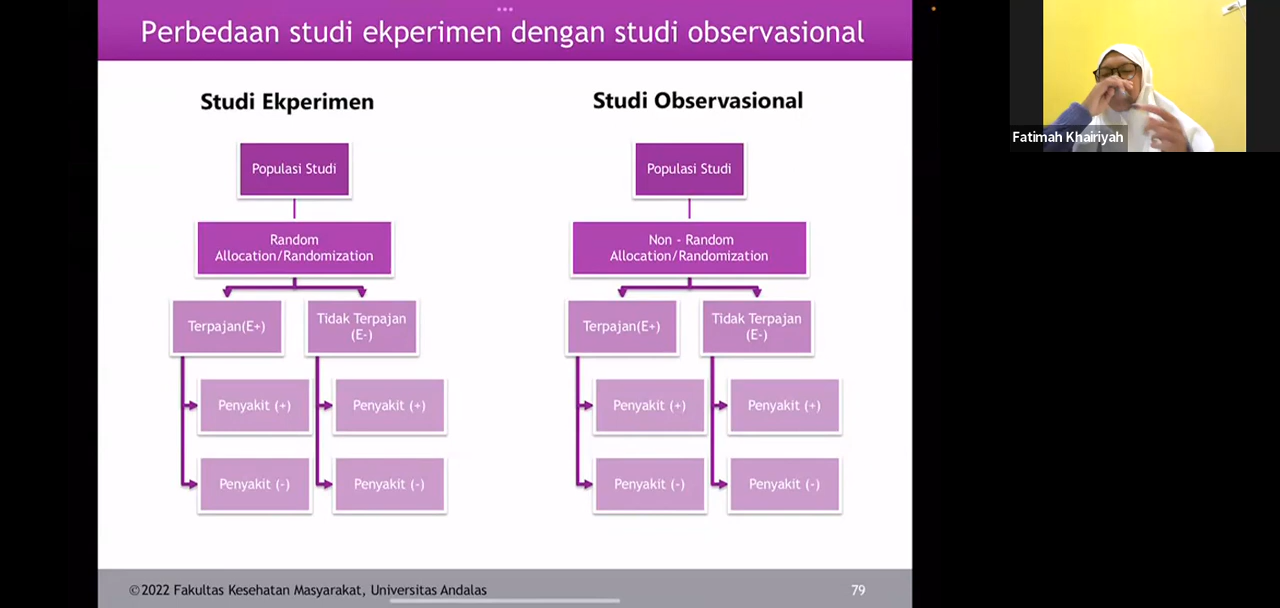 Perbedaan studi ekperimen dengan studi observasional
Studi Ekperimen
Populasi Studi
Random
Allocation/Randomization
Terpajan(E+)
Tidak Terpajan
(E-)
Penyakit (+)
Penyakit (+)
Penyakit (-)
Penyakit (-)
Studi Observasional
Populasi Studi
Non - Random
Allocation/Randomization
Terpajan(E+)
Tidak Terpajan
(E-)
Penyakit (+)
Penyakit (+)
Penyakit (-)
Penyakit (-)
©2022 Fakultas Kesehatan Masyarakat, Universitas Andalas
79
Fatimah Khairiyah